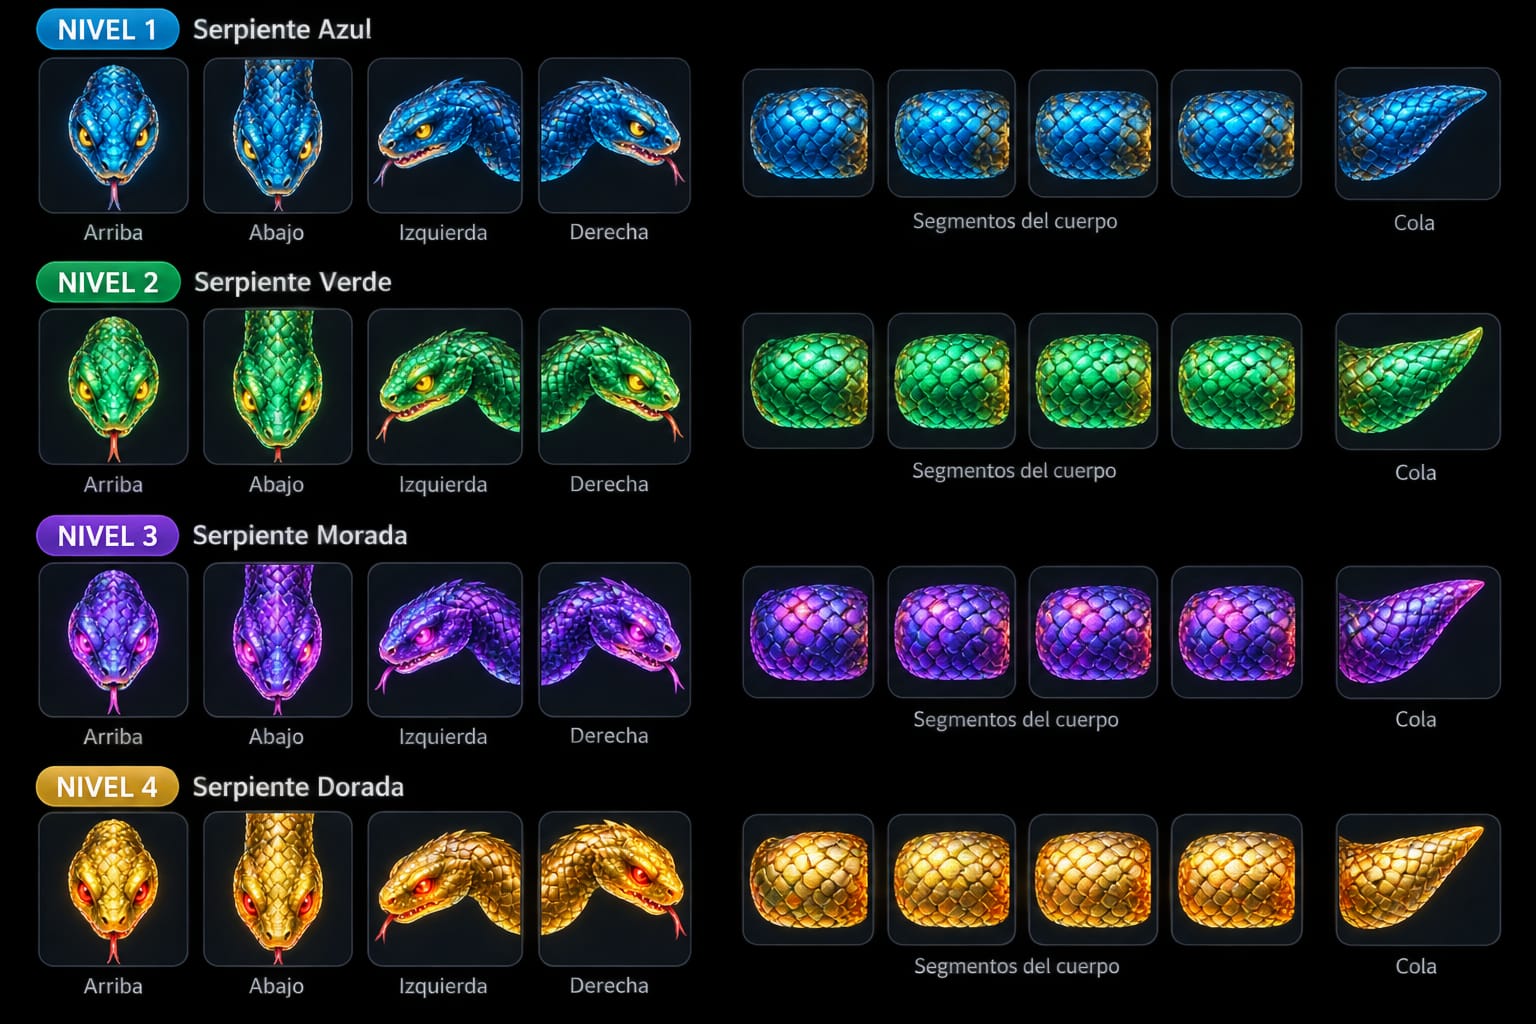 NIVEL 1 Serpiente Azul
Arriba Abajo Izquierda Derecha Segmentos del cuerpo Cola
NIVEL 2 Serpiente Verde
Arriba Abajo Izquierda Derecha Segmentos del cuerpo Cola
NIVEL 3 Serpiente Morada
Arriba Abajo Izquierda Derecha Segmentos del cuerpo Cola
NIVEL 4 Serpiente Dorada
Arriba Abajo Izquierda Derecha Segmentos del cuerpo Cola